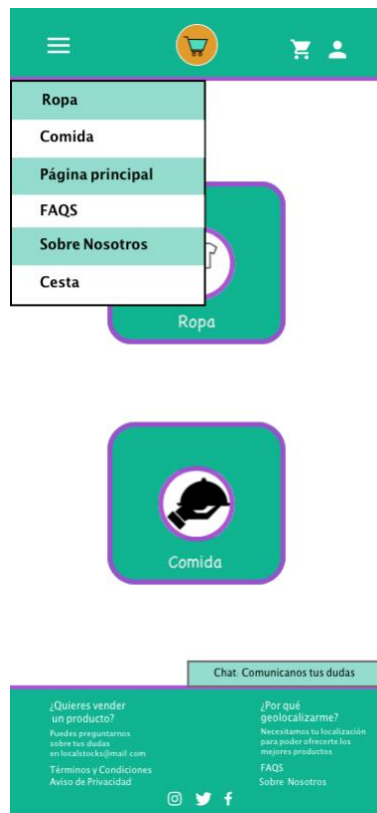 Ropa
Comida
Página principal
FAQS
Sobre Nosotros
Cesta
Ropa
Comida
Chat: Comunicanos tus dudas
¿Quieres vender
un producto?
Puedes preguntarnos
sobre tus dudas
en localstocks@mail.com
Términos y Condiciones
Aviso de Privacidad
¿Por qué
geolocalizarme?
Necesitamos tu localización
para poder ofrecerte los
mejores productos
FAQS
Sobre Nosotros